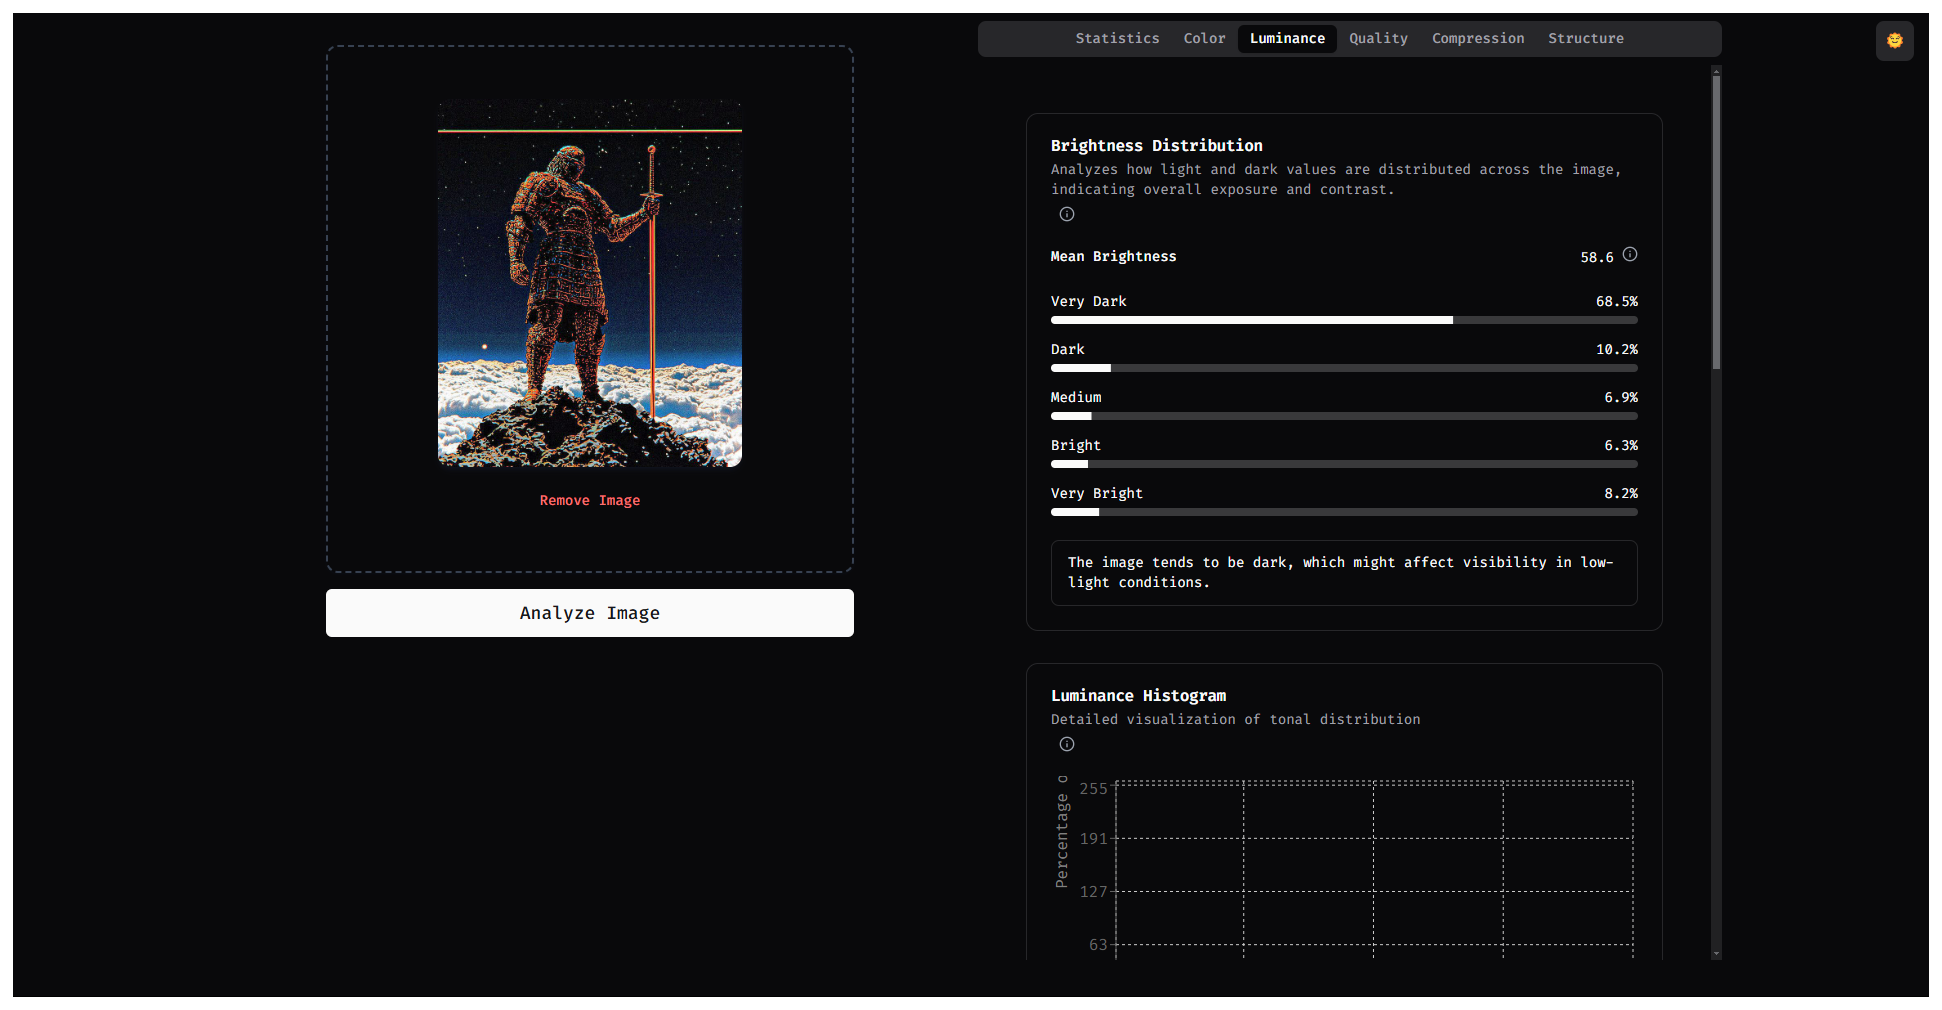 Statistics Color Luminance Quality Compression Structure
Remove Image
Analyze Image
Brightness Distribution
Analyzes how light and dark values are distributed across the image,
indicating overall exposure and contrast.
Mean Brightness 58.6
Very Dark 68.5%
Dark 10.2%
Medium 6.9%
Bright 6.3%
Very Bright 8.2%
The image tends to be dark, which might affect visibility in low-
light conditions.
Luminance Histogram
Detailed visualization of tonal distribution
Percentage
255
191
127
63